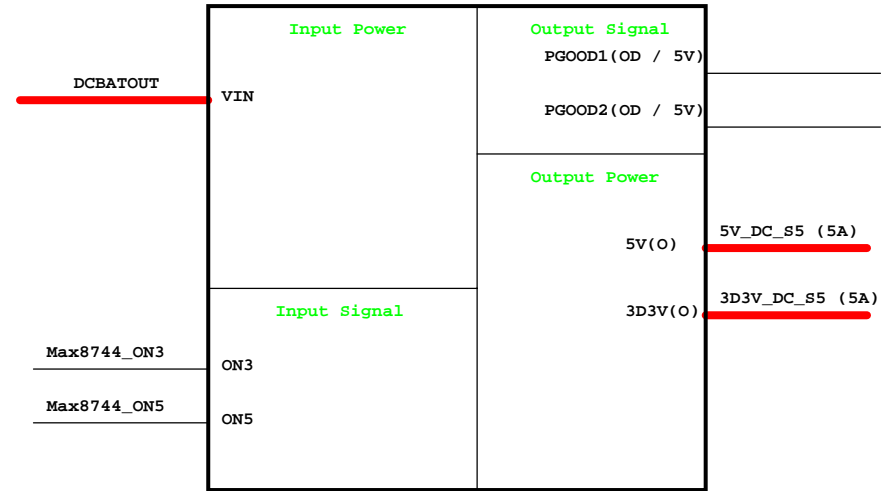 Input Power
Output Signal
PGOOD1(OD / 5V)
DCBATOUT
VIN
PGOOD2(OD / 5V)
Output Power
5V_DC_S5 (5A)
5V(O)
3D3V_DC_S5 (5A)
Input Signal
3D3V(O)
Max8744_ON3
ON3
Max8744_ON5
ON5